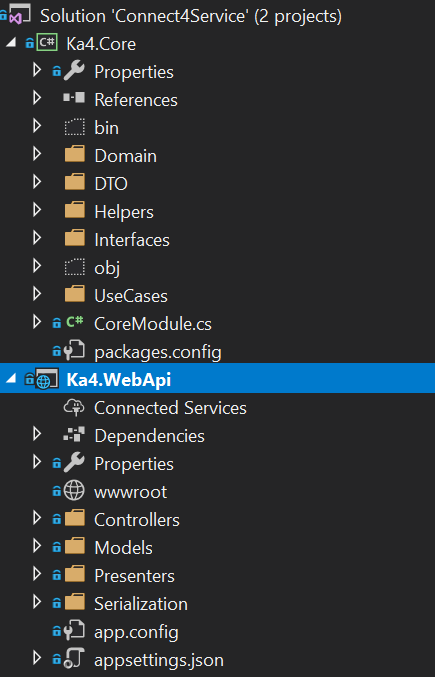 Solution 'Connect4Service' (2 projects)
C# Ka4.Core
Properties
References
bin
Domain
DTO
Helpers
Interfaces
obj
UseCases
C# CoreModule.cs
packages.config
Ka4.WebApi
Connected Services
Dependencies
Properties
wwwroot
Controllers
Models
Presenters
Serialization
app.config
appsettings.json